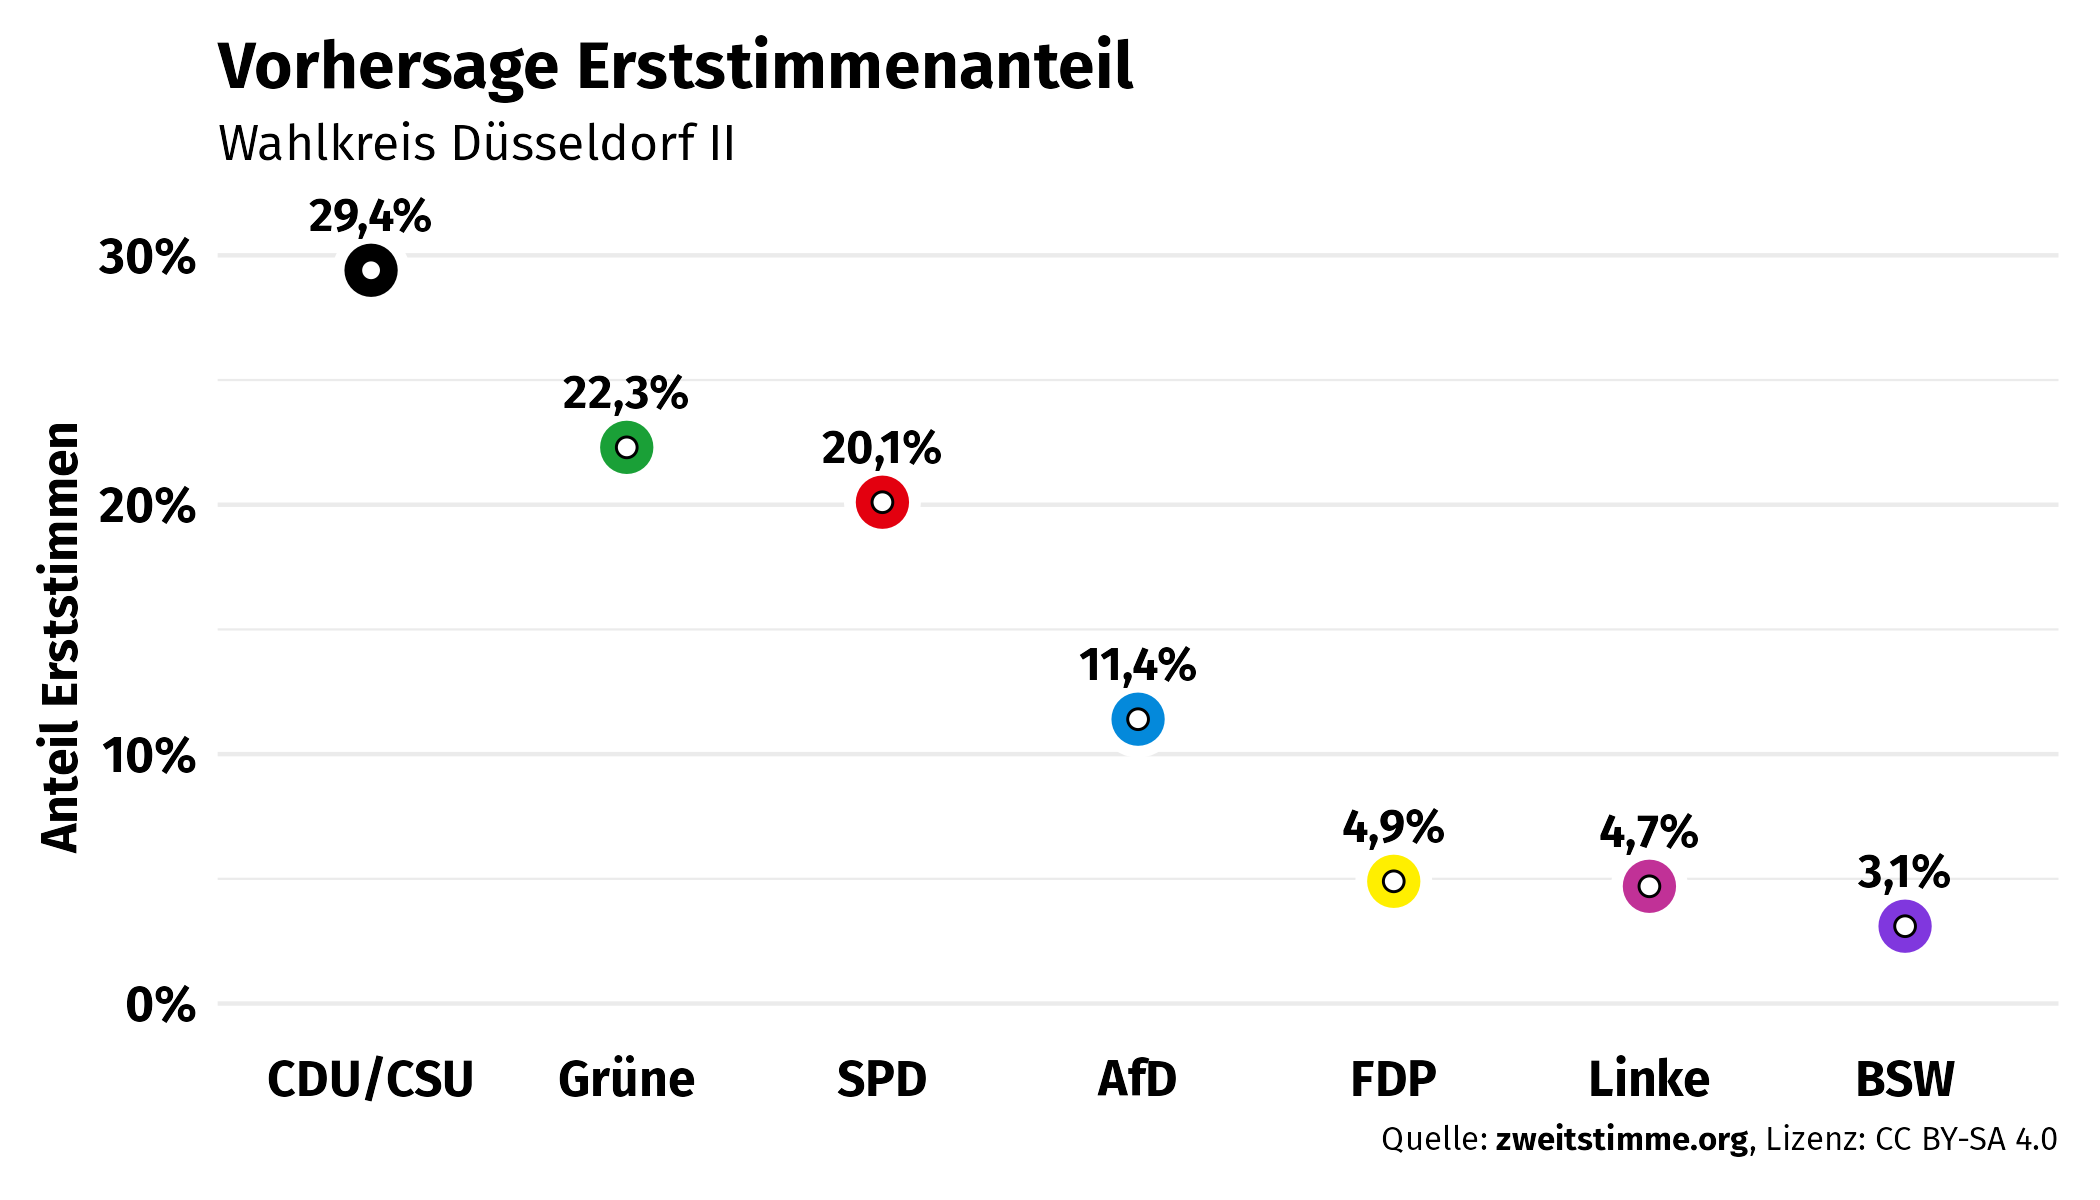 Vorhersage Erststimmenanteil
Wahlkreis Düsseldorf II
Anteil Erststimmen
30%
20%
10%
0%
29,4%
22,3%
20,1%
11,4%
4,9%
4,7%
3,1%
CDU/CSU Grüne SPD AfD FDP Linke BSW
Quelle: zweitstimme.org, Lizenz: CC BY-SA 4.0